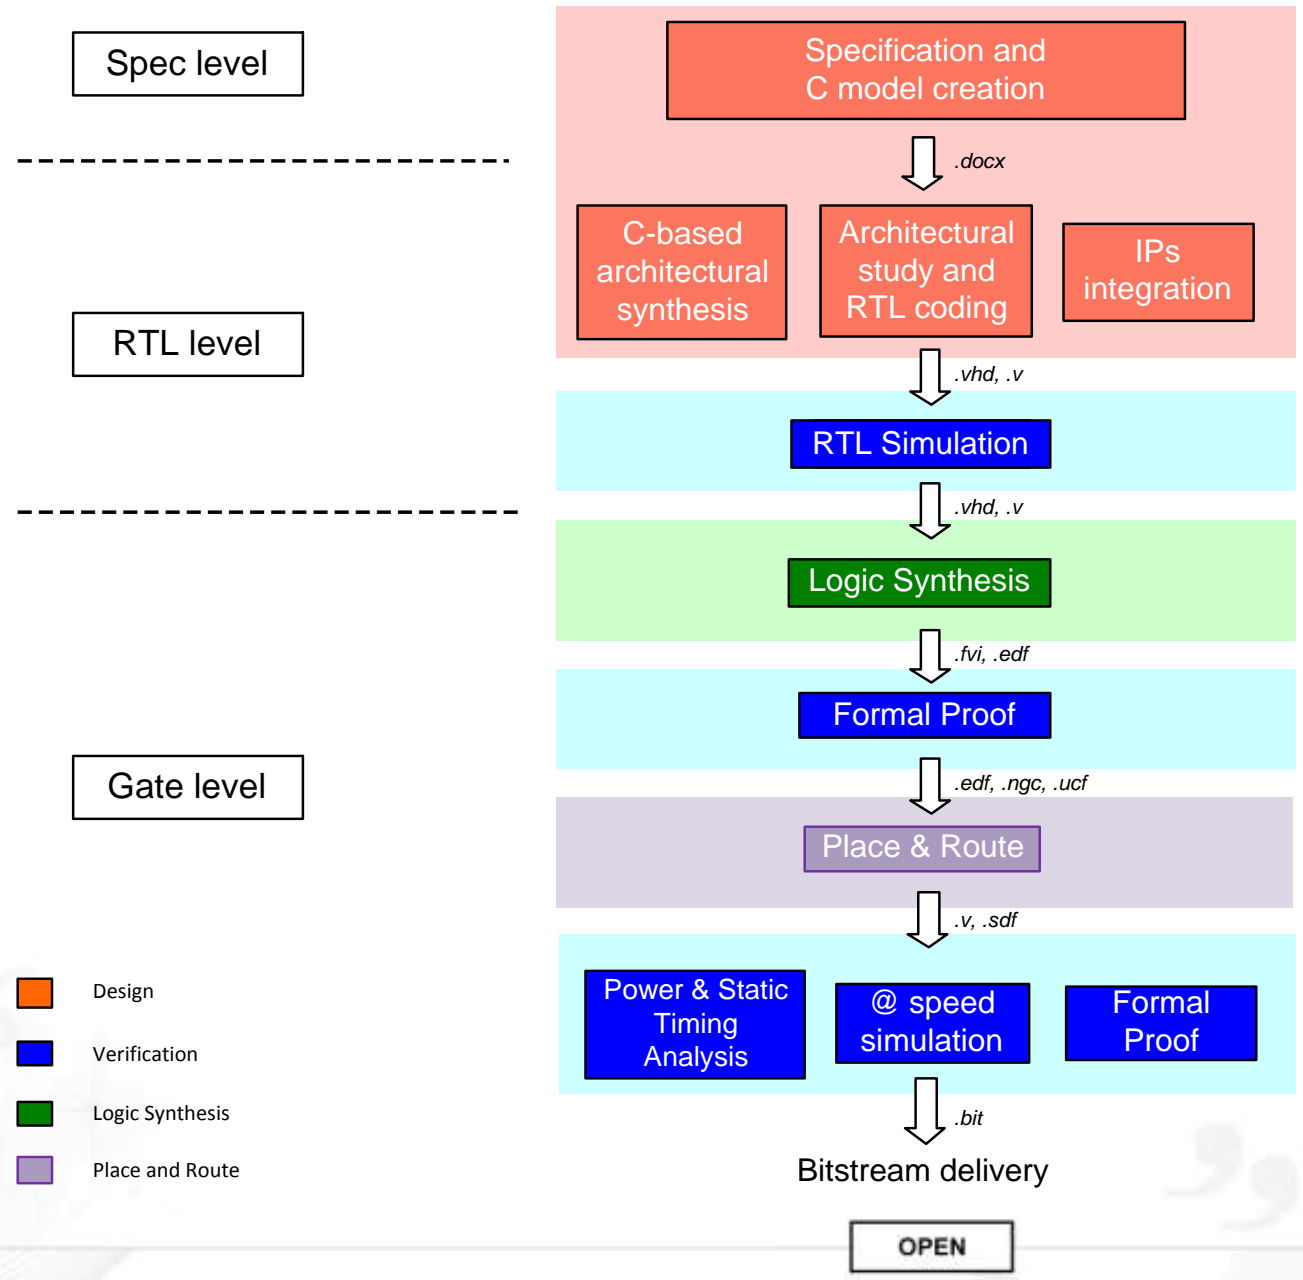 Spec level
Specification and
C model creation
.docx
C-based
architectural
synthesis
Architectural
study and
RTL coding
IPs
integration
RTL level
.vhd, .v
RTL Simulation
.vhd, .v
Logic Synthesis
.fvi, .edf
Formal Proof
Gate level
.edf, .ngc, .ucf
Place & Route
.v, .sdf
Power & Static
Timing
Analysis
@ speed
simulation
Formal
Proof
Design
Verification
Logic Synthesis
Place and Route
.bit
Bitstream delivery
OPEN